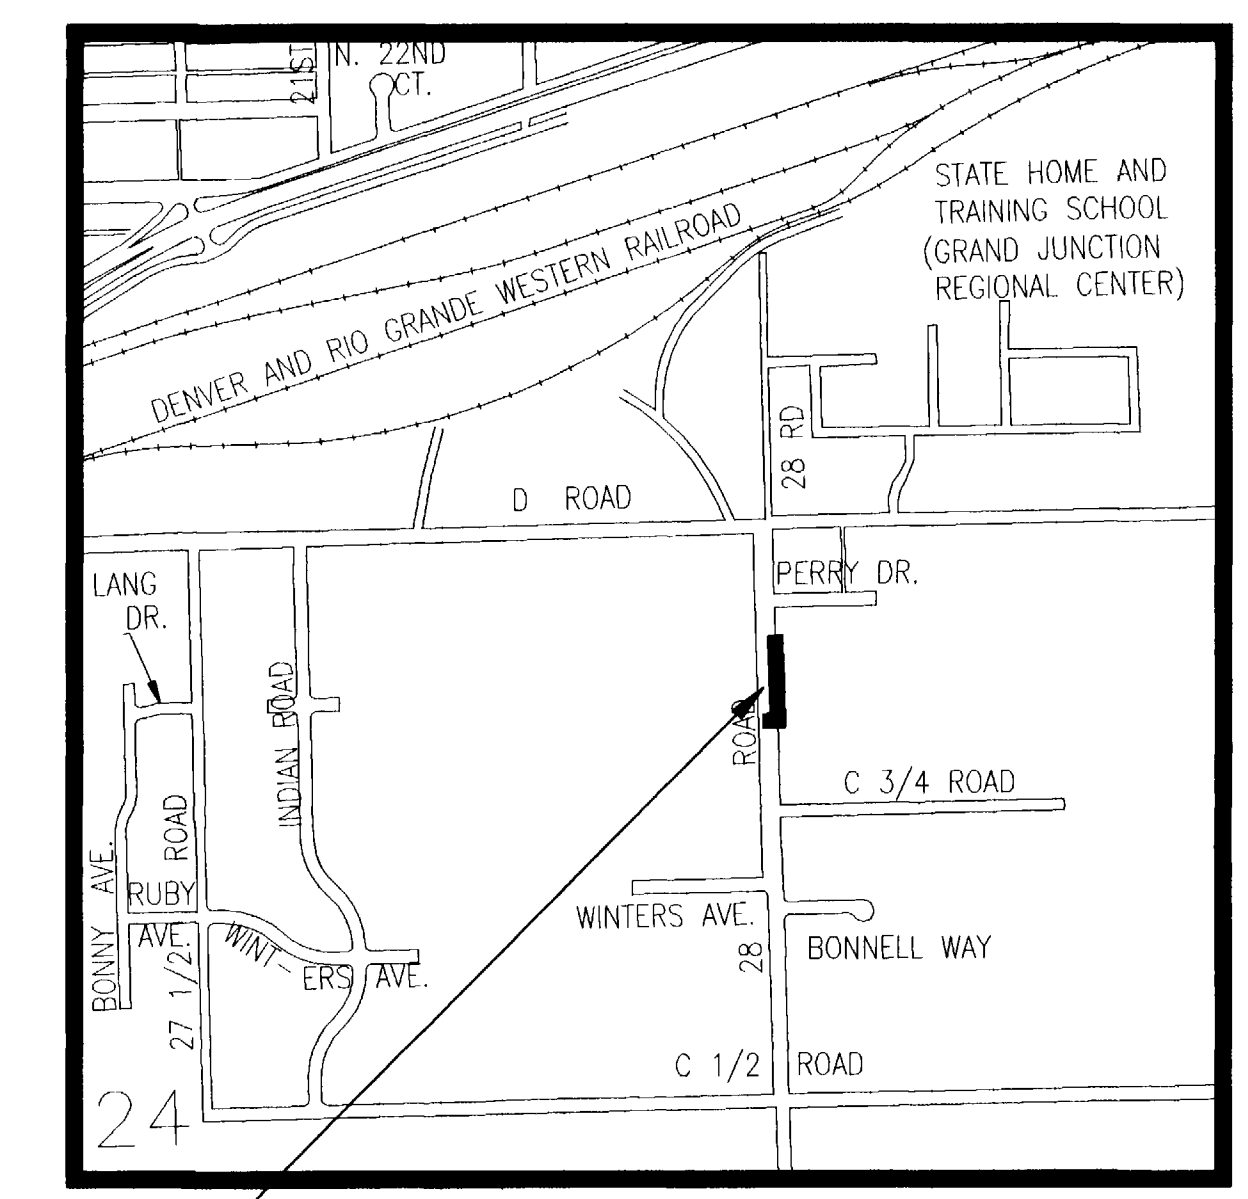 21ST
N. 22ND
CT.
STATE HOME AND
TRAINING SCHOOL
(GRAND JUNCTION
REGIONAL CENTER)
DENVER AND RIO GRANDE WESTERN RAILROAD
28 RD
D ROAD
PERRY DR.
LANG
DR.
INDIAN ROAD
ROAD
C 3/4 ROAD
ROAD
BONNY AVE.
RUBY
AVE.
WINT-
ERS AVE.
WINTERS AVE.
28
BONNELL WAY
27 1/2
C 1/2 ROAD
24